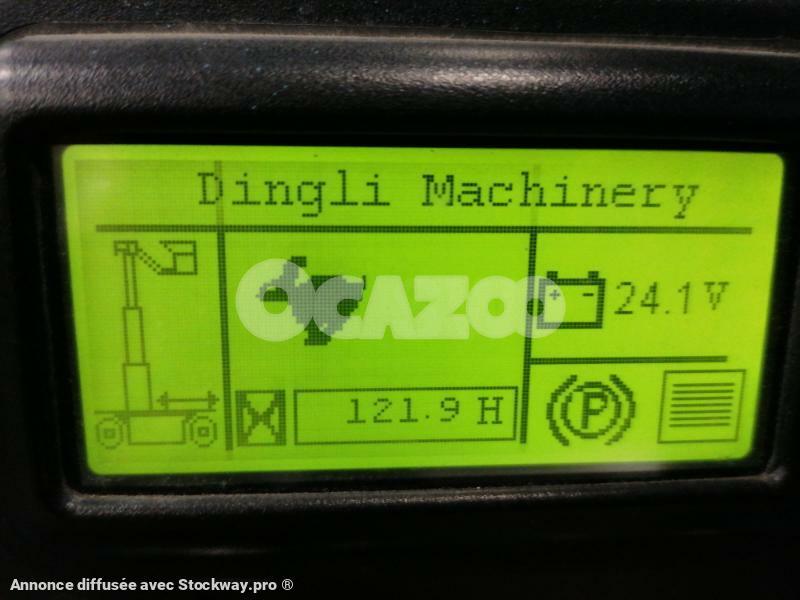 Dingli Machinery
OCAZOO
+ - 24.1V
121.9 H
P
Annonce diffusée avec Stockway.pro ®